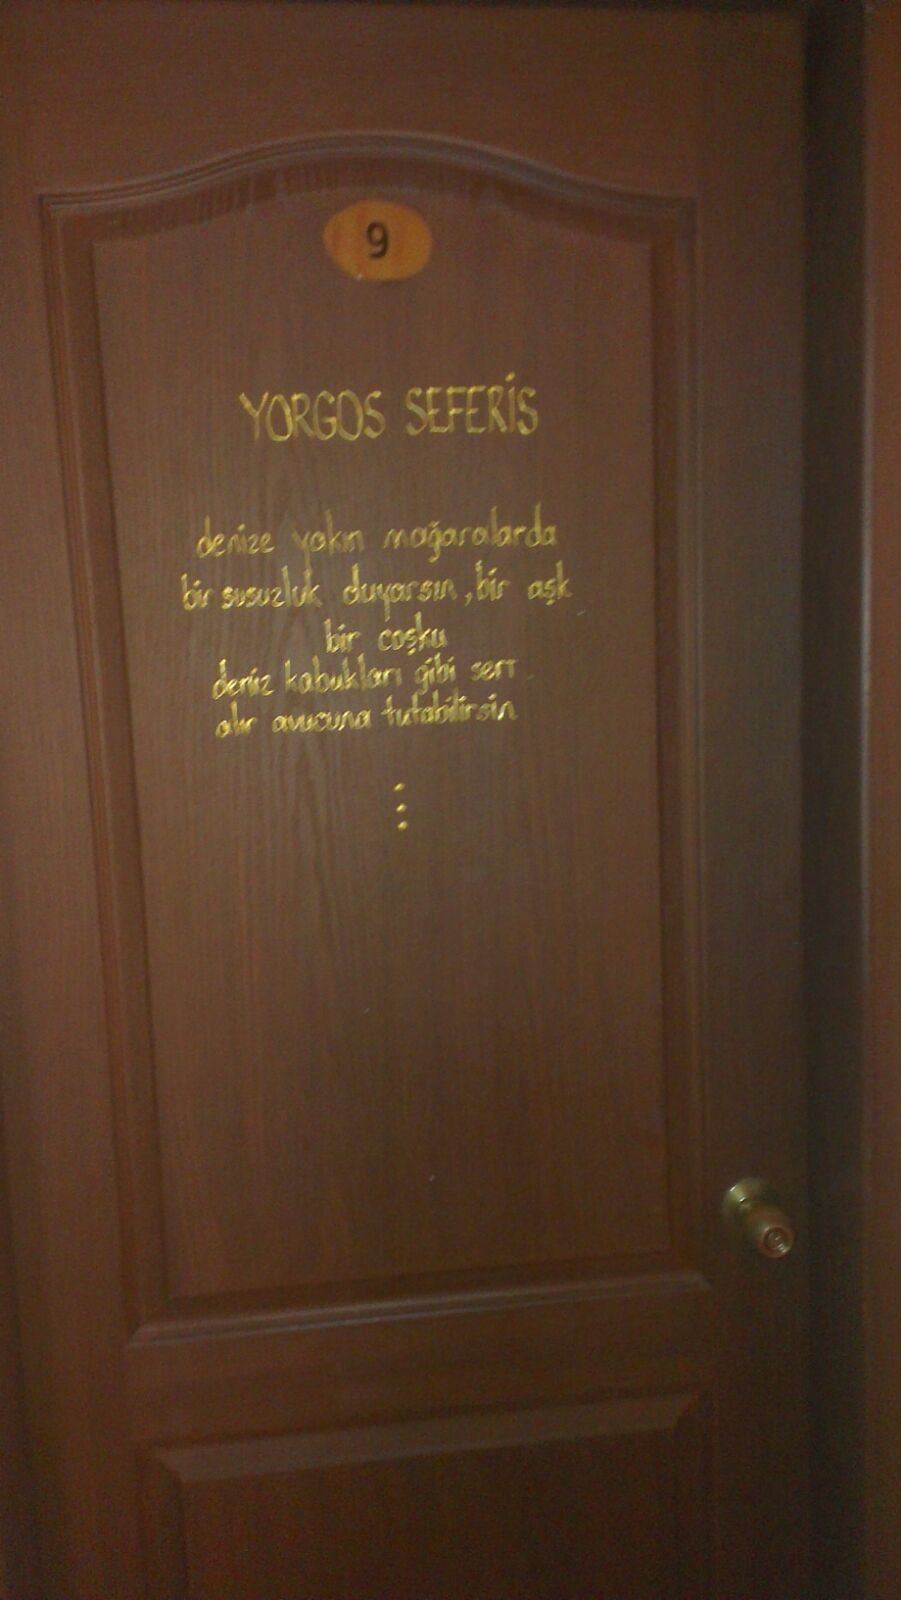 9
YORGOS SEFERİS
denize yakın mağaralarda
bir susuzluk duyarsın, bir aşk
bir coşku
deniz kabukları gibi sert
alır avucuna tutabilirsin